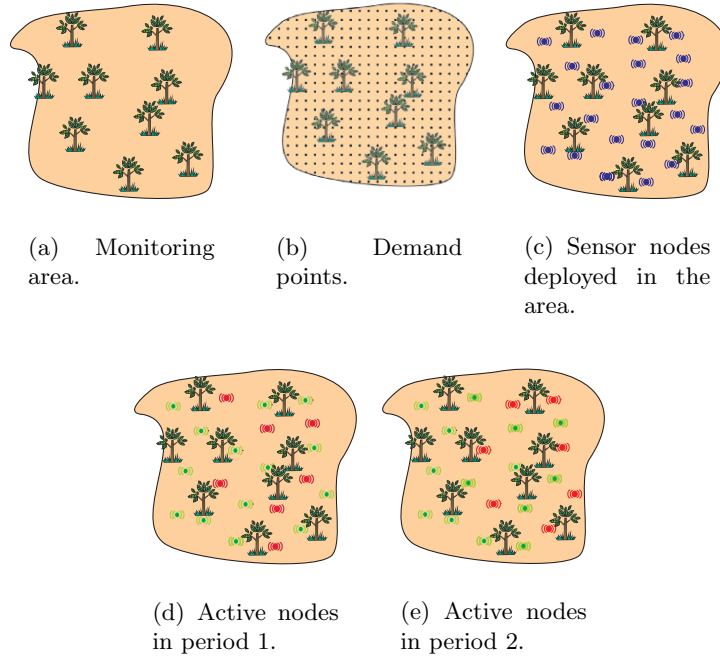 (a) Monitoring
area.
(b) Demand
points.
(c) Sensor nodes
deployed in the
area.
(d) Active nodes
in period 1.
(e) Active nodes
in period 2.